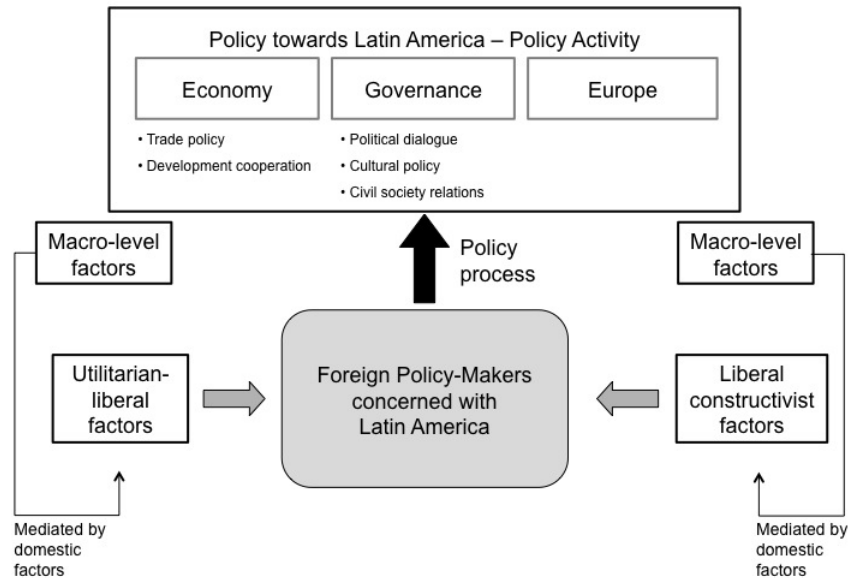 Policy towards Latin America – Policy Activity
Economy
Governance
Europe
• Trade policy
• Development cooperation
• Political dialogue
• Cultural policy
• Civil society relations
Macro-level
factors
Policy
process
Macro-level
factors
Utilitarian-
liberal
factors
Foreign Policy-Makers
concerned with
Latin America
Liberal
constructivist
factors
Mediated by
domestic
factors
Mediated by
domestic
factors